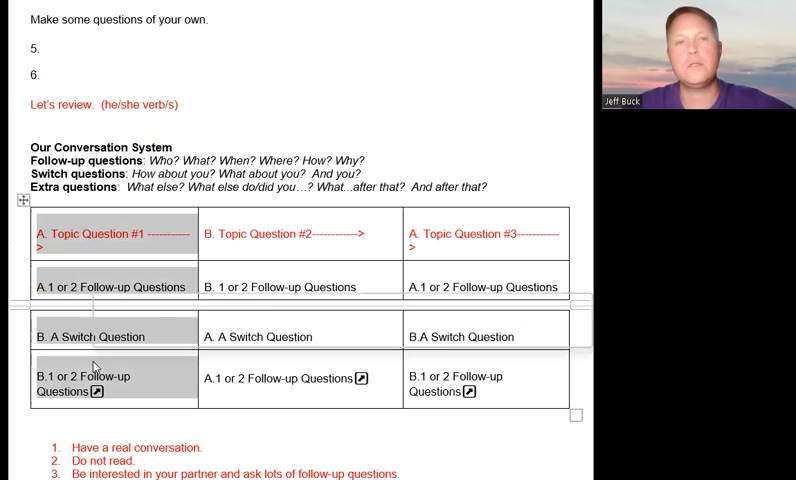 Make some questions of your own.
5.
6.
Let's review. (he/she verb/s)
Our Conversation System
Follow-up questions: Who? What? When? Where? How? Why?
Switch questions: How about you? What about you? And you?
Extra questions: What else? What else do/did you…? What...after that? And after that?
A. Topic Question #1 ----------->
B. Topic Question #2------------>
A. Topic Question #3----------->
A.1 or 2 Follow-up Questions
B. 1 or 2 Follow-up Questions
A.1 or 2 Follow-up Questions
B. A Switch Question
A. A Switch Question
B.A Switch Question
B.1 or 2 Follow-up
Questions
A.1 or 2 Follow-up Questions
B.1 or 2 Follow-up
Questions
1. Have a real conversation.
2. Do not read.
3. Be interested in your partner and ask lots of follow-up questions.
Jeff Buck